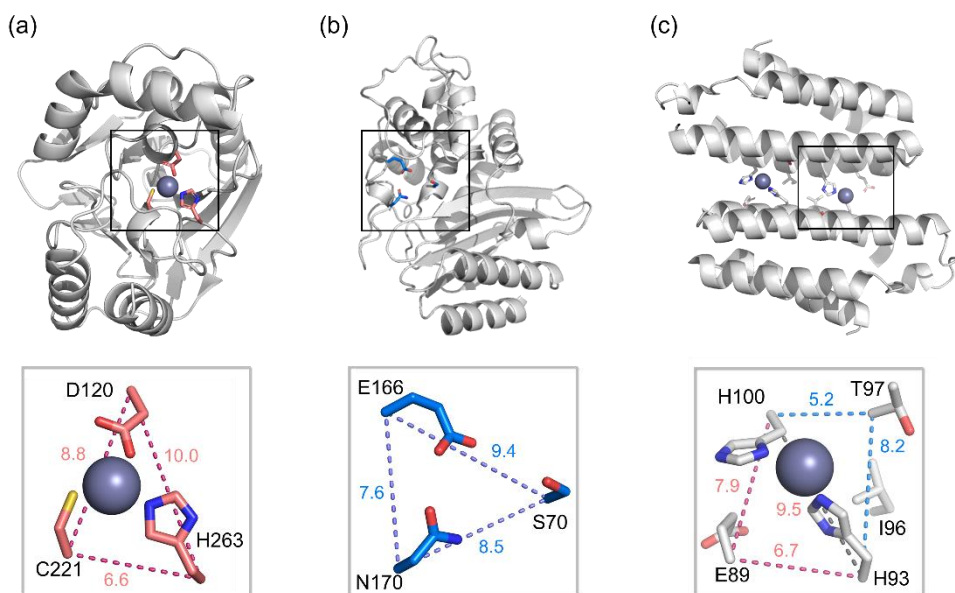 (a)
(b)
(c)
D120
8.8
10.0
H263
C221
6.6
E166
9.4
7.6
S70
8.5
N170
H100
T97
5.2
8.2
7.9
9.5
I96
E89
6.7
H93